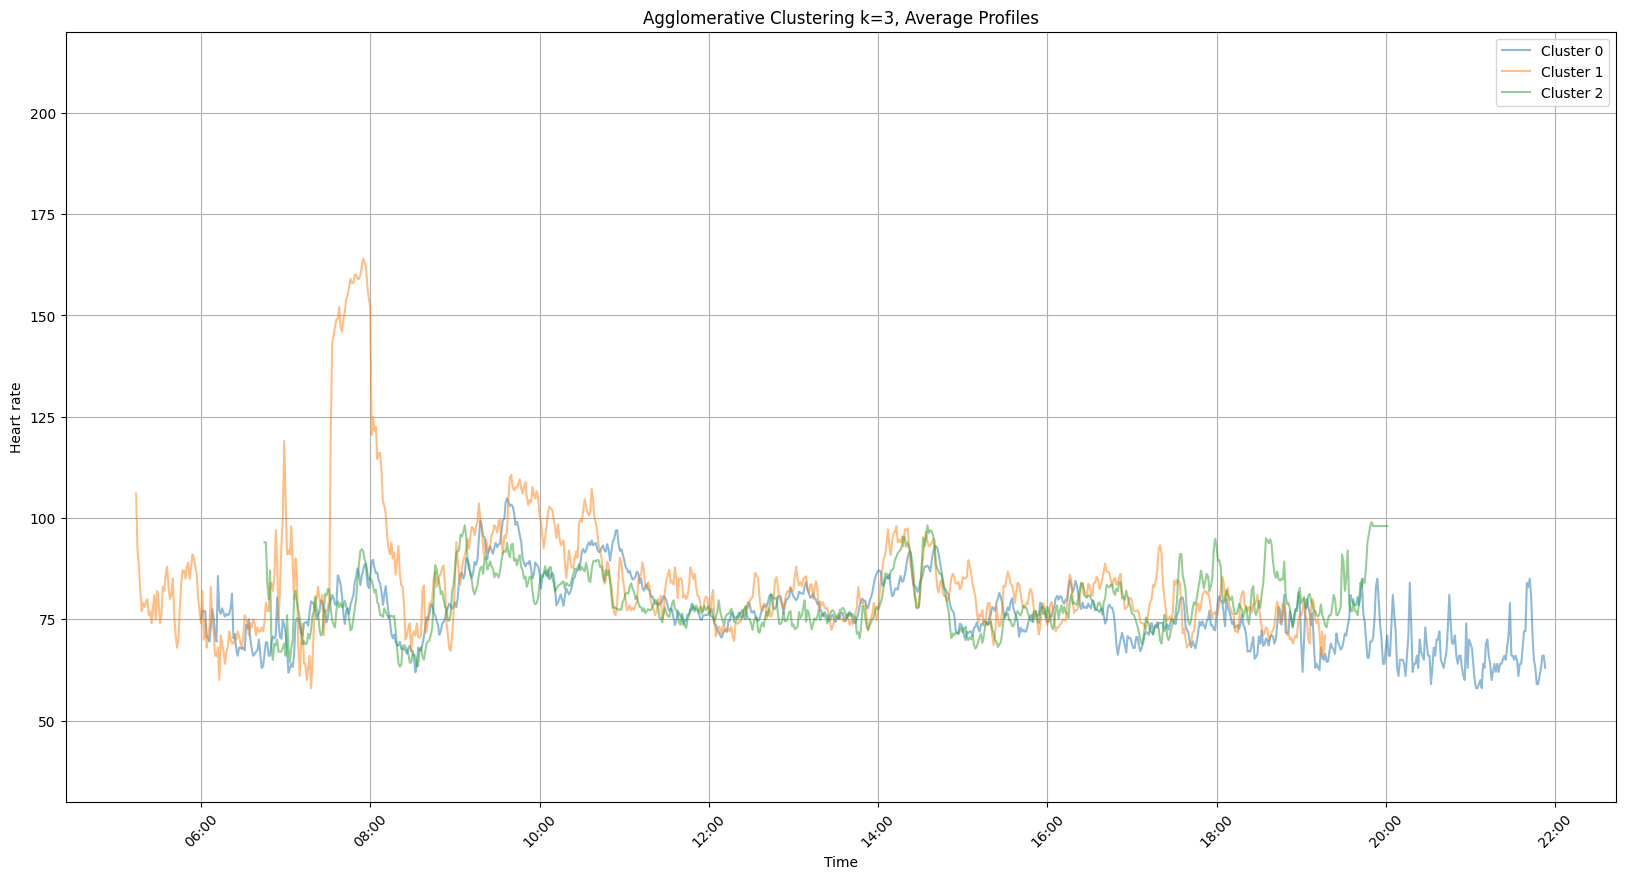 Agglomerative Clustering k=3, Average Profiles
Cluster 0
Cluster 1
Cluster 2
200
175
150
125
100
75
50
Heart rate
06:00
08:00
10:00
12:00
14:00
16:00
18:00
20:00
22:00
Time